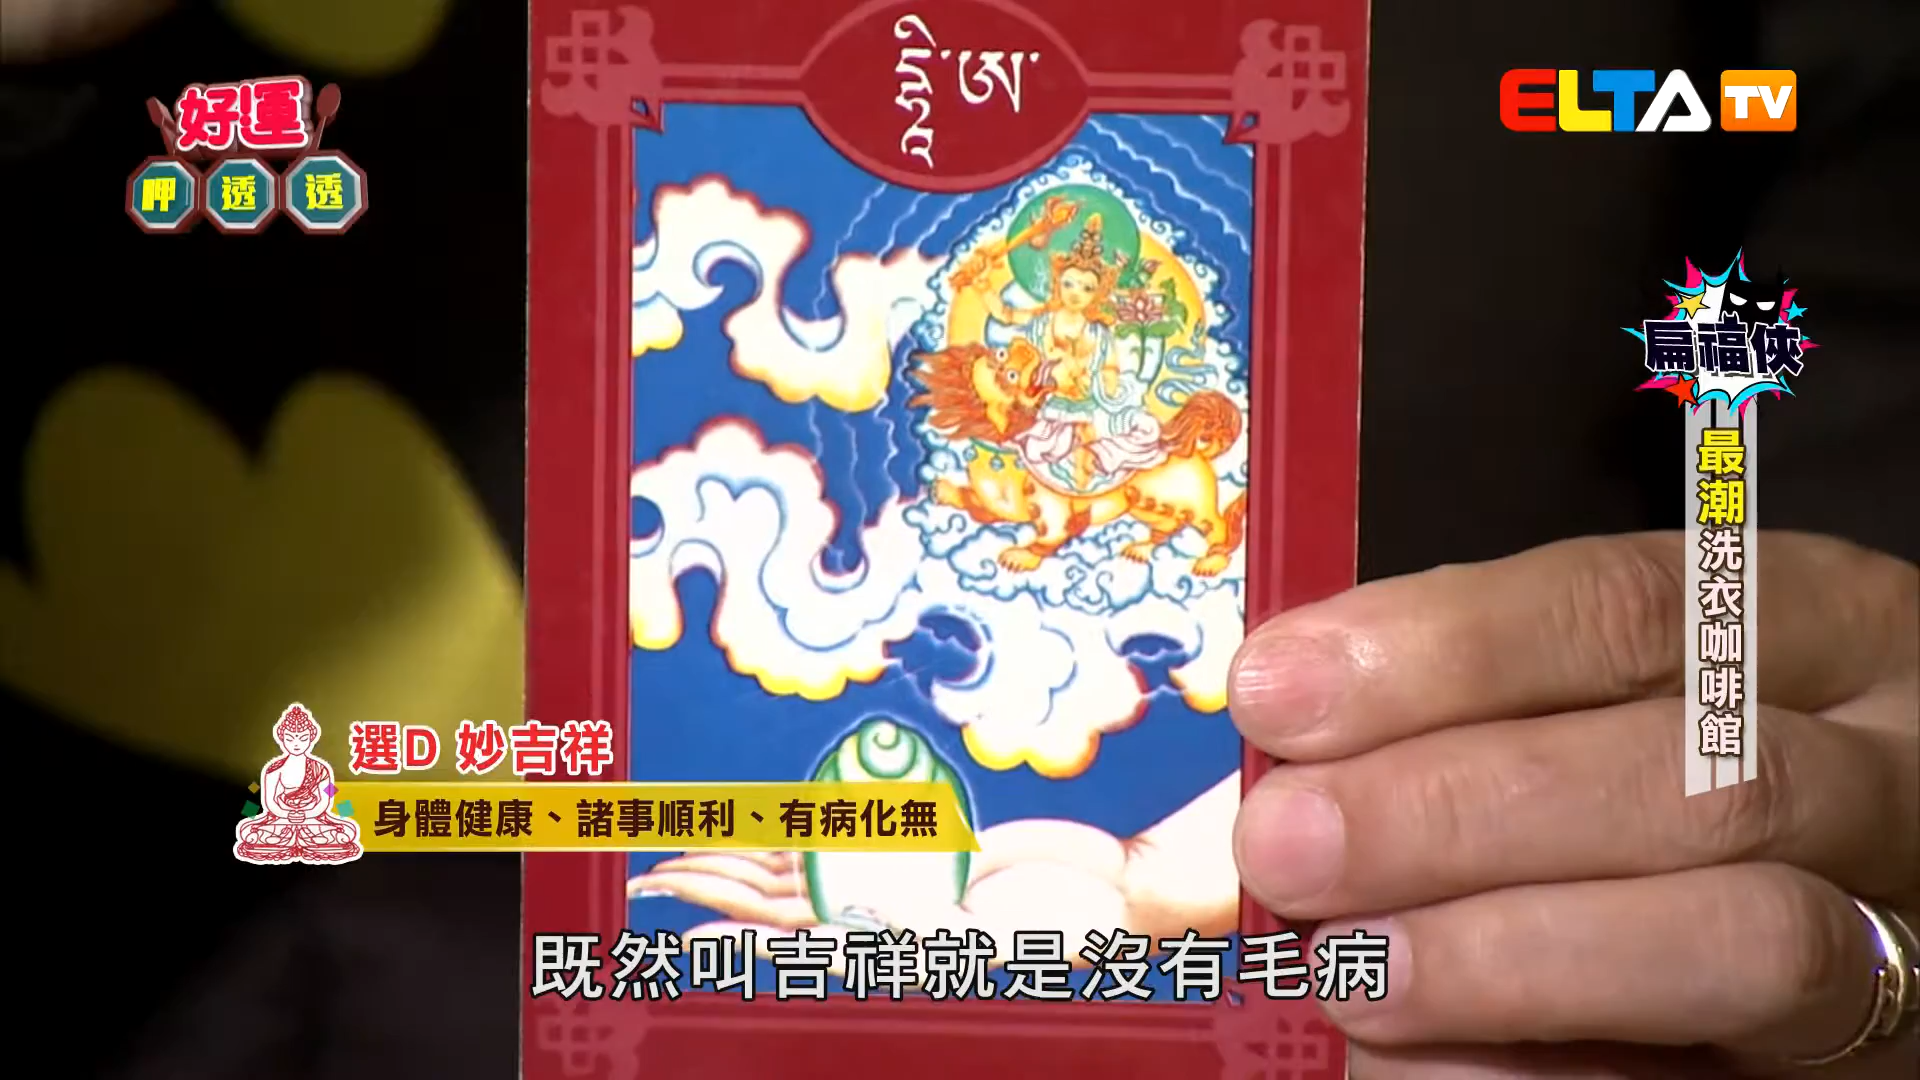 好運
呷透透
ELTA TV
དཔྱི་ཨ་
扁福俠
最潮洗衣咖啡館
選D 妙吉祥
身體健康、諸事順利、有病化無
既然叫吉祥就是沒有毛病